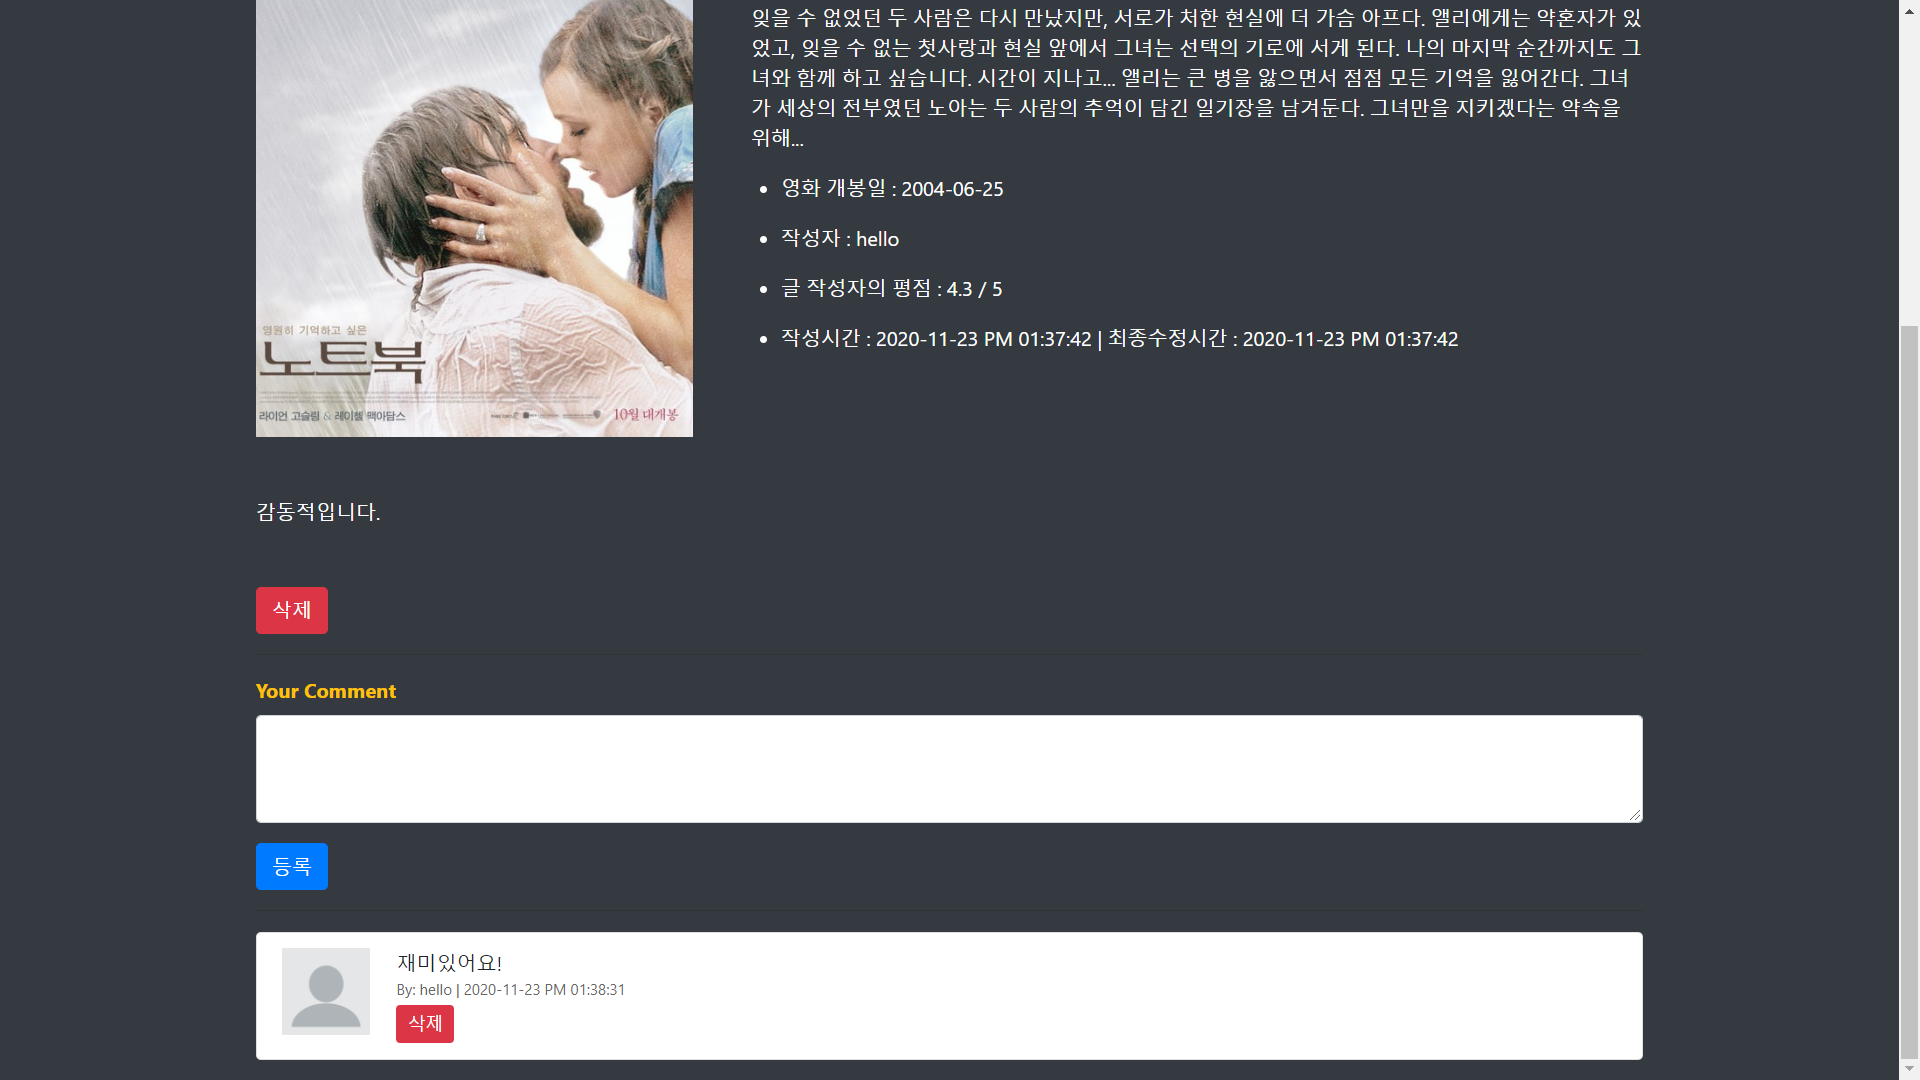 잊을 수 없었던 두 사람은 다시 만났지만, 서로가 처한 현실에 더 가슴 아프다. 앨리에게는 약혼자가 있
었고, 잊을 수 없는 첫사랑과 현실 앞에서 그녀는 선택의 기로에 서게 된다. 나의 마지막 순간까지도 그
녀와 함께 하고 싶습니다. 시간이 지나고... 앨리는 큰 병을 앓으면서 점점 모든 기억을 잃어간다. 그녀
가 세상의 전부였던 노아는 두 사람의 추억이 담긴 일기장을 남겨둔다. 그녀만을 지키겠다는 약속을
위해...
• 영화 개봉일 : 2004-06-25
• 작성자 : hello
• 글 작성자의 평점 : 4.3 / 5
• 작성시간 : 2020-11-23 PM 01:37:42 | 최종수정시간 : 2020-11-23 PM 01:37:42
영원히 기억하고 싶은
노트북
라이언 고슬링 & 레이첼 맥아담스
10월 대개봉
감동적입니다.
삭제
Your Comment
등록
재미있어요!
By: hello | 2020-11-23 PM 01:38:31
삭제